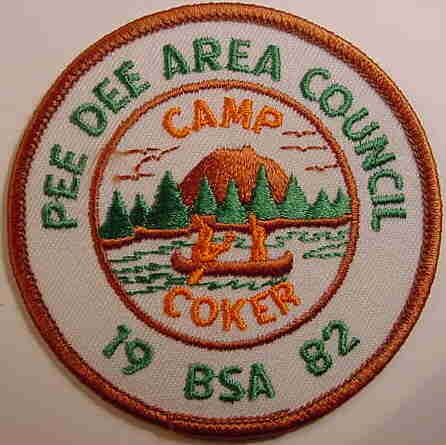 PEE DEE AREA COUNCIL
CAMP
COKER
19 BSA 82